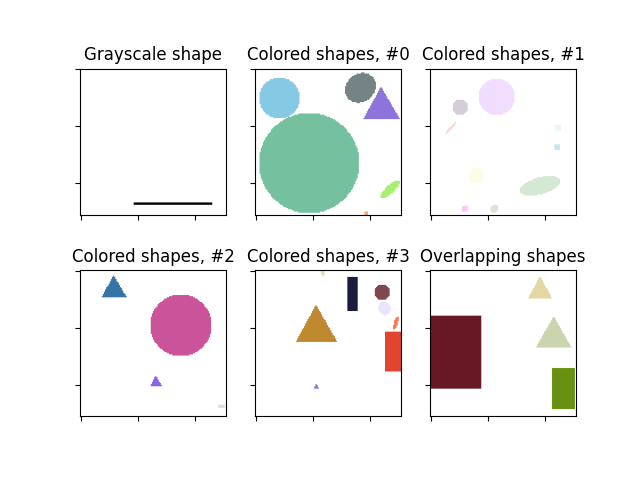 Grayscale shape
Colored shapes, #0
Colored shapes, #1
Colored shapes, #2
Colored shapes, #3
Overlapping shapes